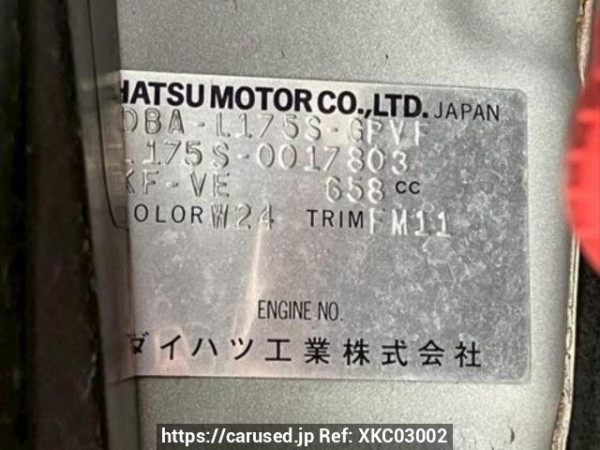 HATSU MOTOR CO.,LTD. JAPAN
DBA-L175S-GPVF
L175S-0017803
KF-VE 658 CC
COLOR W24 TRIM FM11
ENGINE NO.
ダイハツ工業株式会社
https://carused.jp Ref: XKC03002